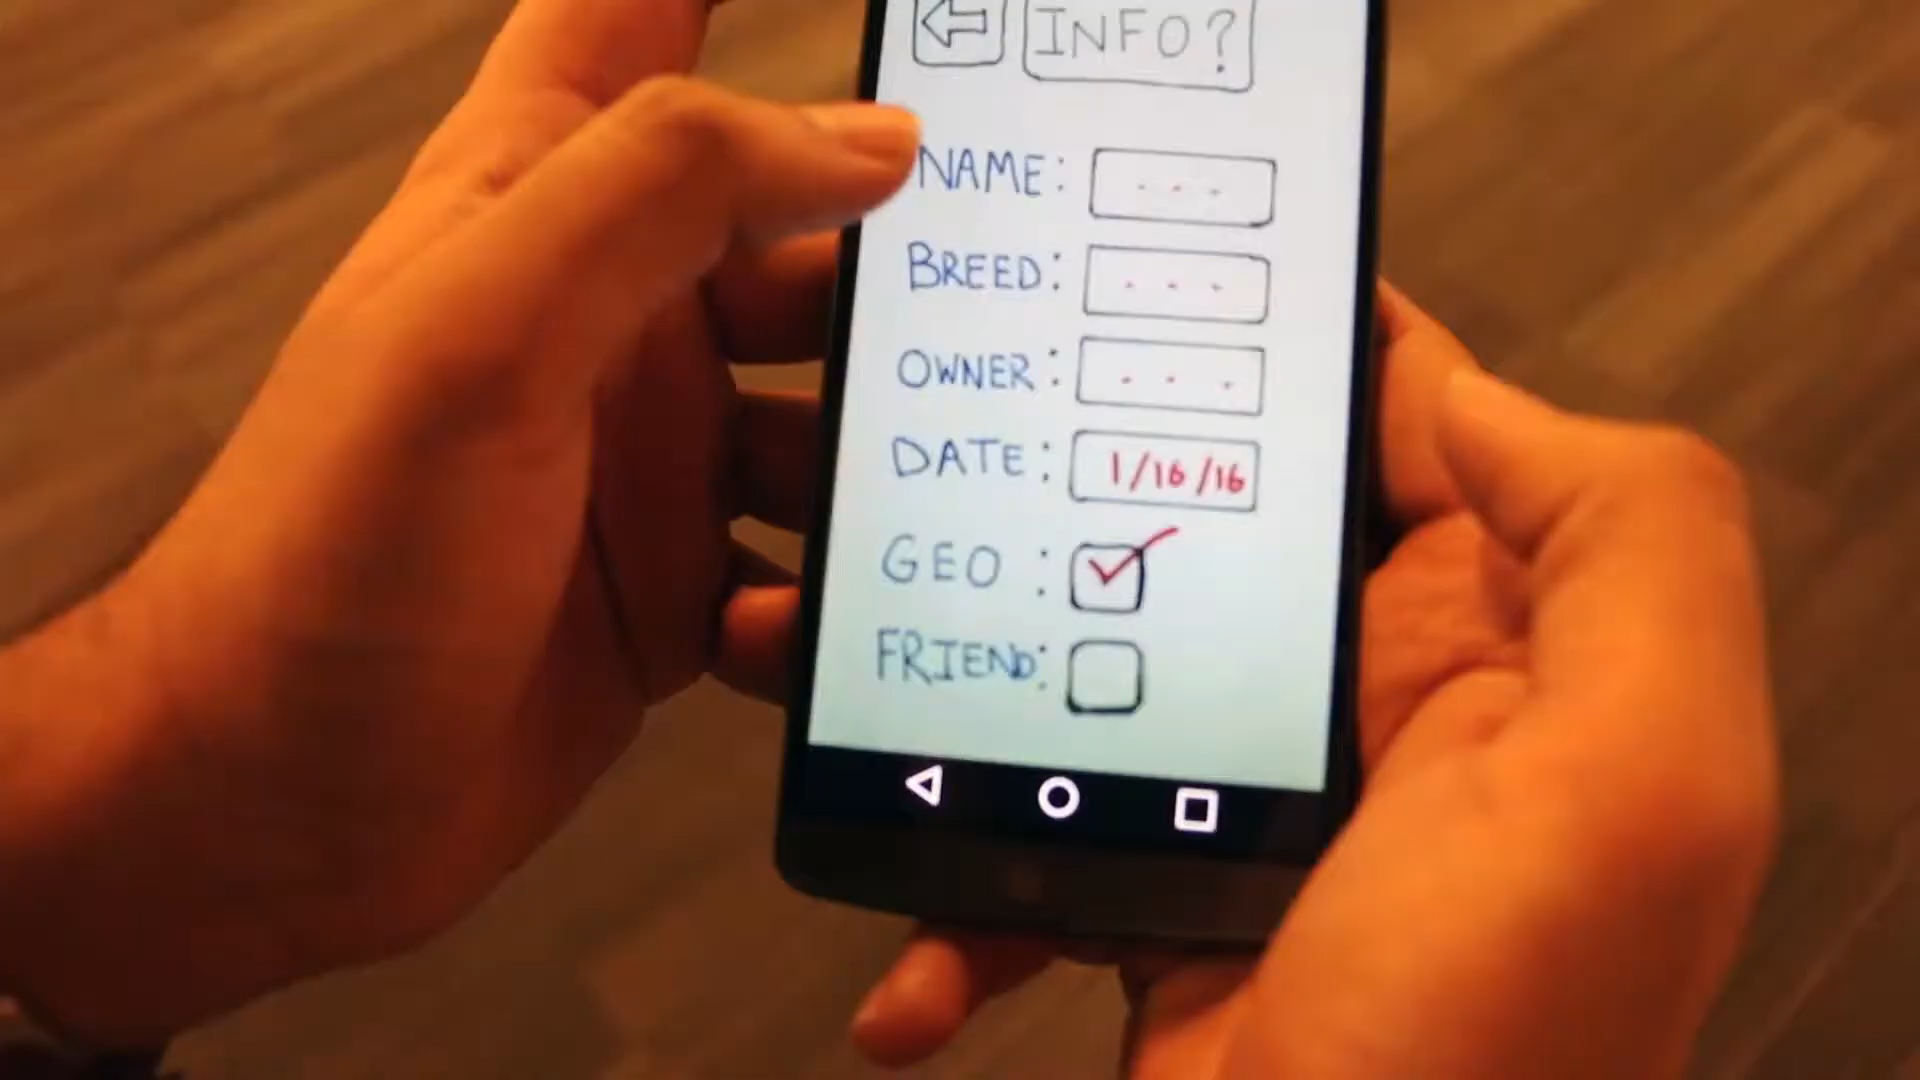 INFO?
NAME: . . .
BREED: . . .
OWNER: . . .
DATE: 1/16/16
GEO :
FRIEND: